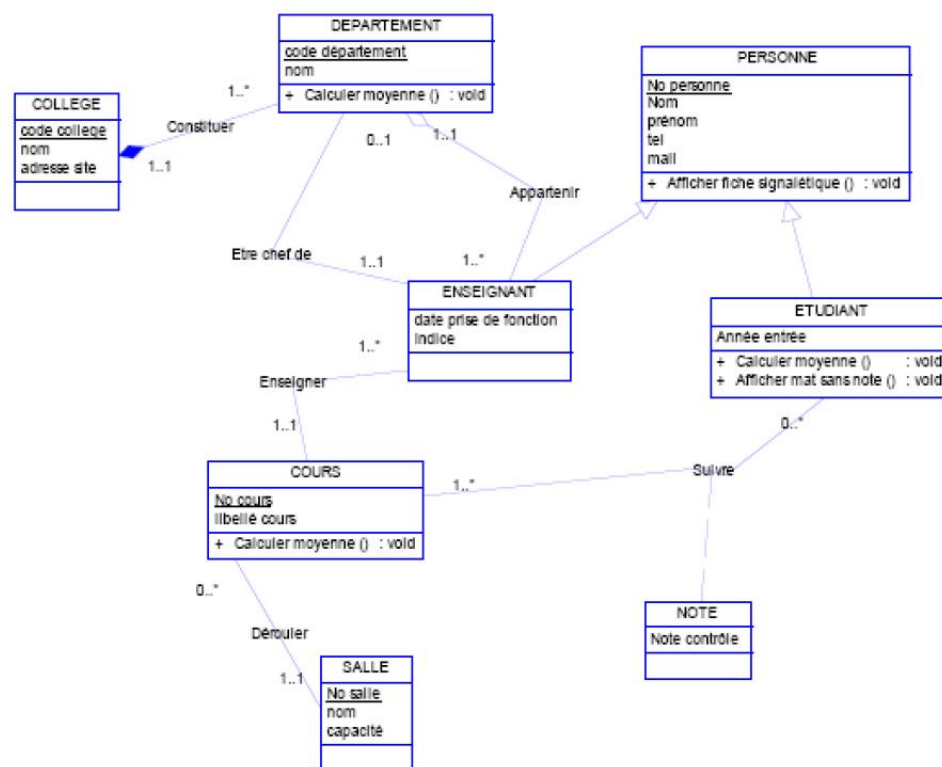 DEPARTEMENT
code département
nom
+ Calculer moyenne () : void
PERSONNE
No personne
Nom
prénom
tel
mail
+ Afficher fiche signalétique () : void
COLLEGE
code college
nom
adresse site
1..*
Constituer
1..1
0..1
1..1
Appartenir
Etre chef de
1..1
1..*
ENSEIGNANT
date prise de fonction
indice
ETUDIANT
Année entrée
+ Calculer moyenne () : void
+ Afficher mat sans note () : void
1..*
Enseigner
1..1
0..*
Suivre
1..*
COURS
No cours
libellé cours
+ Calculer moyenne () : void
0..*
Dérouler
1..1
NOTE
Note contrôle
SALLE
No salle
nom
capacité